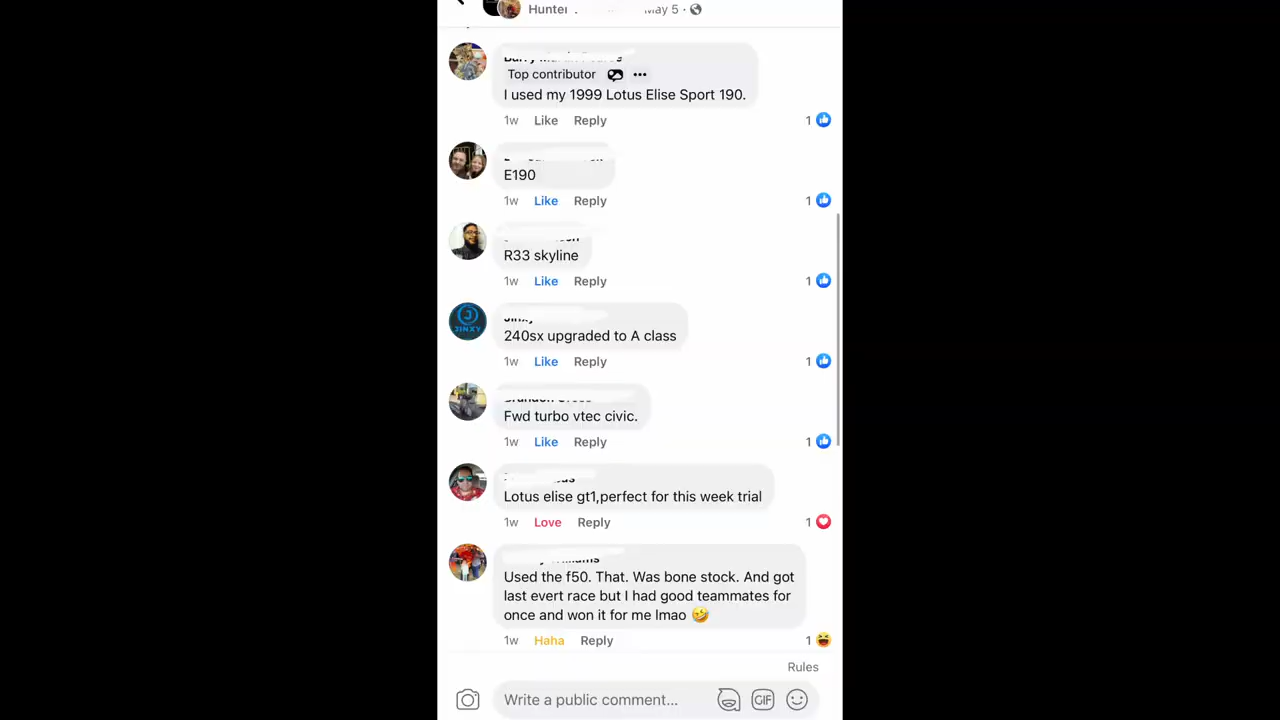 Hunter
May 5
Top contributor
I used my 1999 Lotus Elise Sport 190.
1w Like Reply 1
E190
1w Like Reply 1
R33 skyline
1w Like Reply 1
JINXY
Jinxy
240sx upgraded to A class
1w Like Reply 1
Fwd turbo vtec civic.
1w Like Reply 1
Lotus elise gt1,perfect for this week trial
1w Love Reply 1
Used the f50. That. Was bone stock. And got
last evert race but I had good teammates for
once and won it for me lmao 🤣
1w Haha Reply 1
Rules
Write a public comment...
GIF